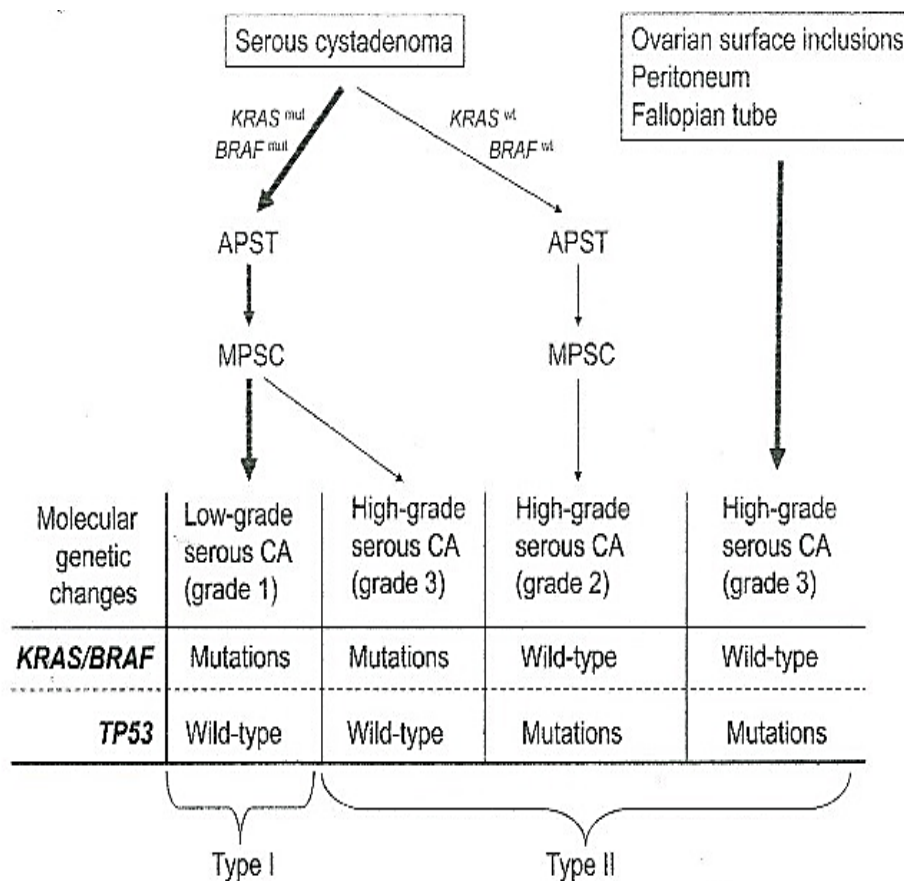 Serous cystadenoma
Ovarian surface inclusions
Peritoneum
Fallopian tube
KRAS mut
BRAF mut
KRAS wt
BRAF wt
APST
APST
MPSC
MPSC
Molecular
genetic
changes
Low-grade
serous CA
(grade 1)
High-grade
serous CA
(grade 3)
High-grade
serous CA
(grade 2)
High-grade
serous CA
(grade 3)
KRAS/BRAF Mutations Mutations Wild-type Wild-type
TP53 Wild-type Wild-type Mutations Mutations
Type I Type II